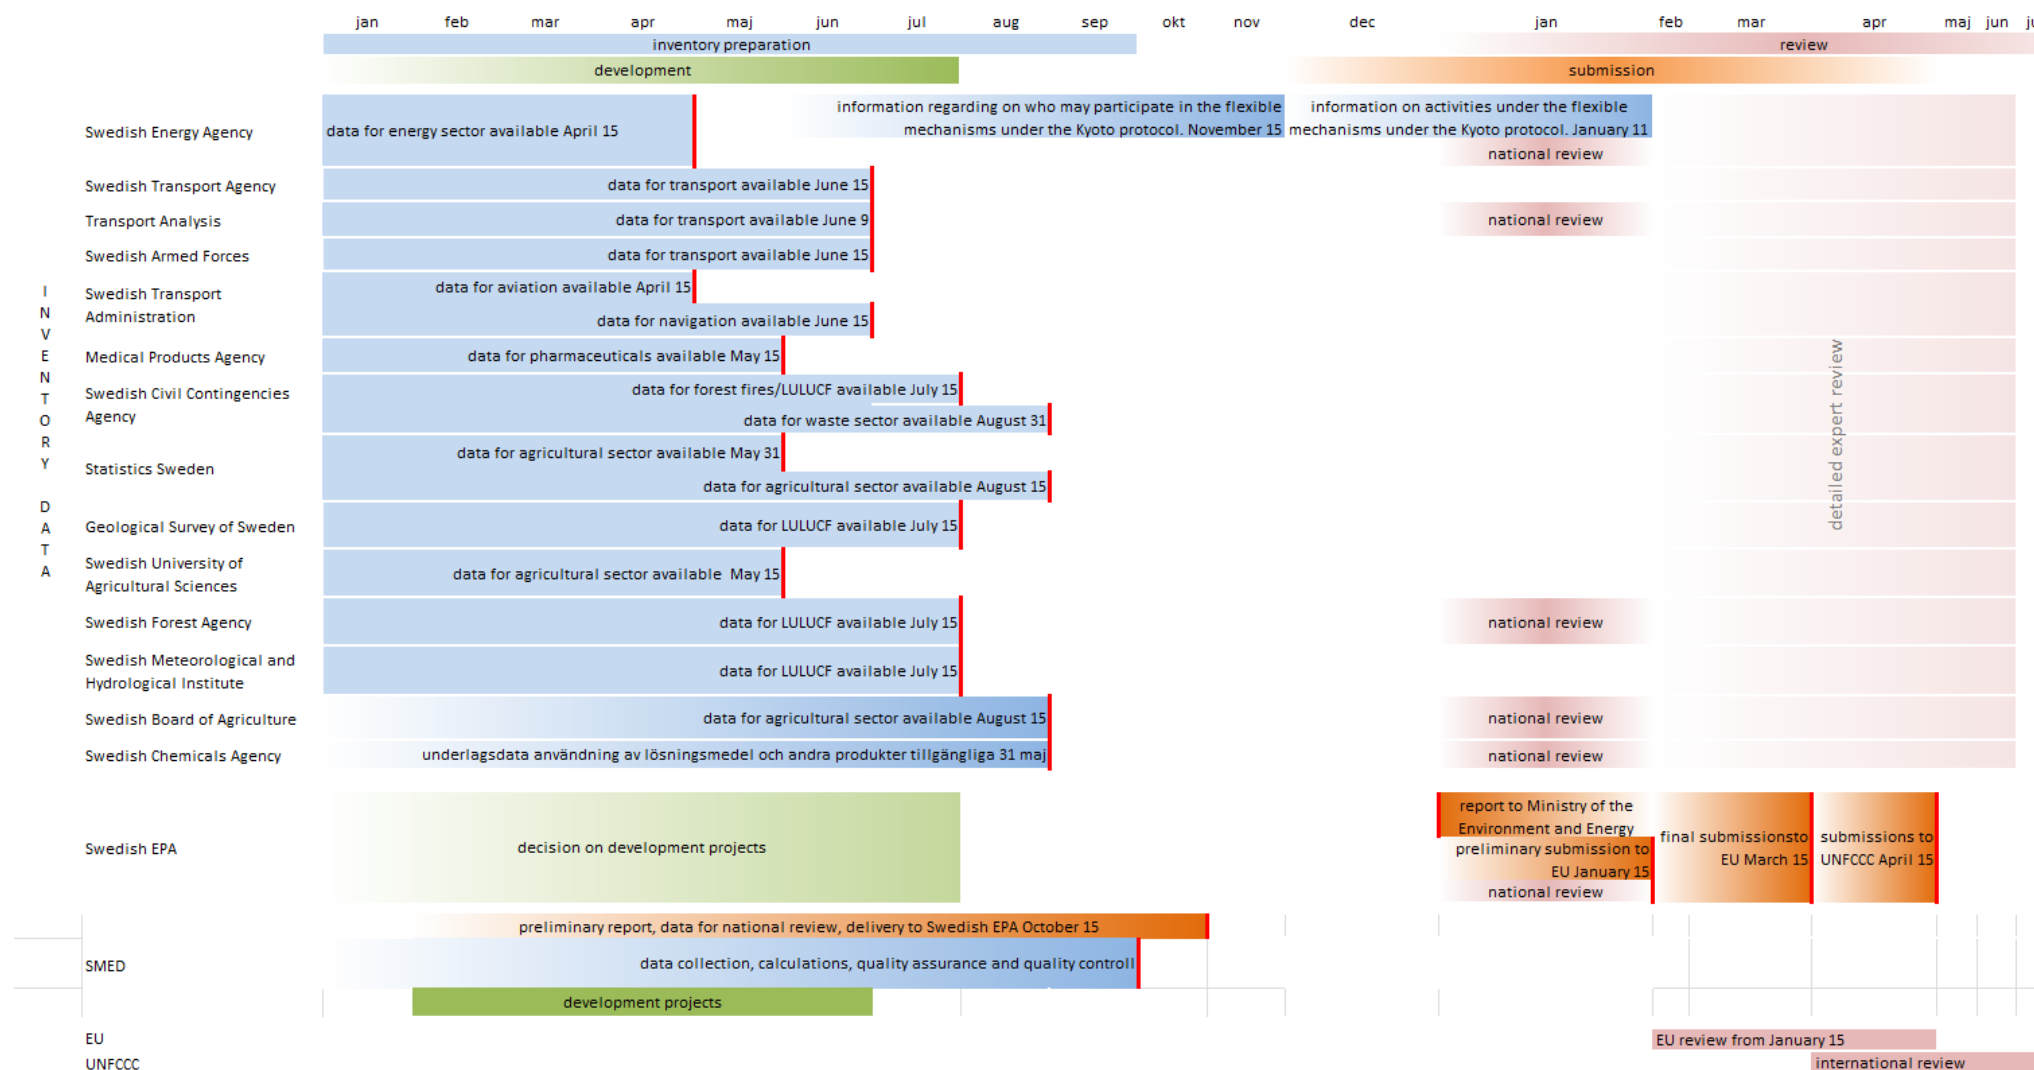 jan feb mar apr maj jun jul aug sep okt nov dec jan feb mar apr maj jun
inventory preparation
review
development
submission
Swedish Energy Agency
data for energy sector available April 15
information regarding on who may participate in the flexible
mechanisms under the Kyoto protocol. November 15
information on activities under the flexible
mechanisms under the Kyoto protocol. January 11
national review
Swedish Transport Agency
data for transport available June 15
Transport Analysis
data for transport available June 9
national review
Swedish Armed Forces
data for transport available June 15
INVENTORY DATA
Swedish Transport
Administration
data for aviation available April 15
data for navigation available June 15
Medical Products Agency
data for pharmaceuticals available May 15
detailed expert review
Swedish Civil Contingencies
Agency
data for forest fires/LULUCF available July 15
data for waste sector available August 31
Statistics Sweden
data for agricultural sector available May 31
data for agricultural sector available August 15
Geological Survey of Sweden
data for LULUCF available July 15
Swedish University of
Agricultural Sciences
data for agricultural sector available May 15
Swedish Forest Agency
data for LULUCF available July 15
national review
Swedish Meteorological and
Hydrological Institute
data for LULUCF available July 15
Swedish Board of Agriculture
data for agricultural sector available August 15
national review
Swedish Chemicals Agency
underlagsdata användning av lösningsmedel och andra produkter tillgängliga 31 maj
national review
Swedish EPA
decision on development projects
report to Ministry of the
Environment and Energy
preliminary submission to
EU January 15
national review
final submissionsto
EU March 15
submissions to
UNFCCC April 15
SMED
preliminary report, data for national review, delivery to Swedish EPA October 15
data collection, calculations, quality assurance and quality controll
development projects
EU
EU review from January 15
UNFCCC
international review